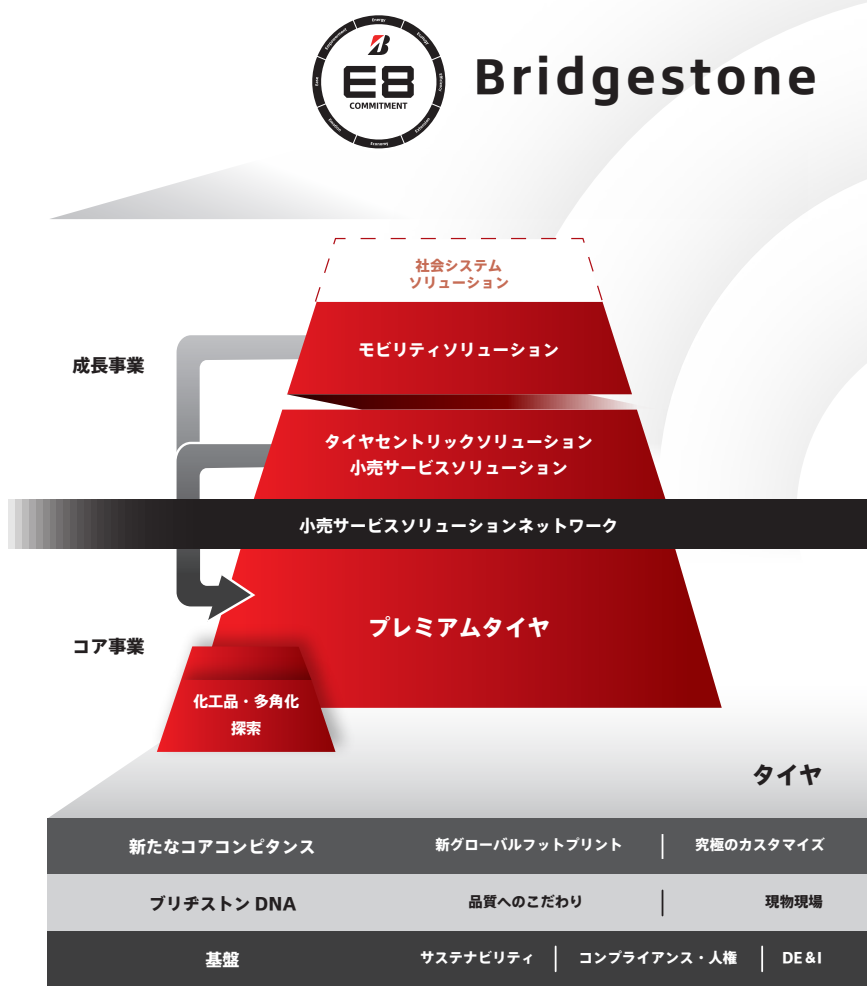 Energy
Ecology
Efficiency
Extension
Economy
Emotion
Ease
Empowerment
B
E8
COMMITMENT
Bridgestone
社会システム
ソリューション
モビリティソリューション
成長事業
タイヤセントリックソリューション
小売サービスソリューション
小売サービスソリューションネットワーク
プレミアムタイヤ
コア事業
化工品・多角化
探索
タイヤ
新たなコアコンピタンス 新グローバルフットプリント | 究極のカスタマイズ
ブリヂストン DNA 品質へのこだわり | 現物現場
基盤 サステナビリティ | コンプライアンス・人権 | DE&I